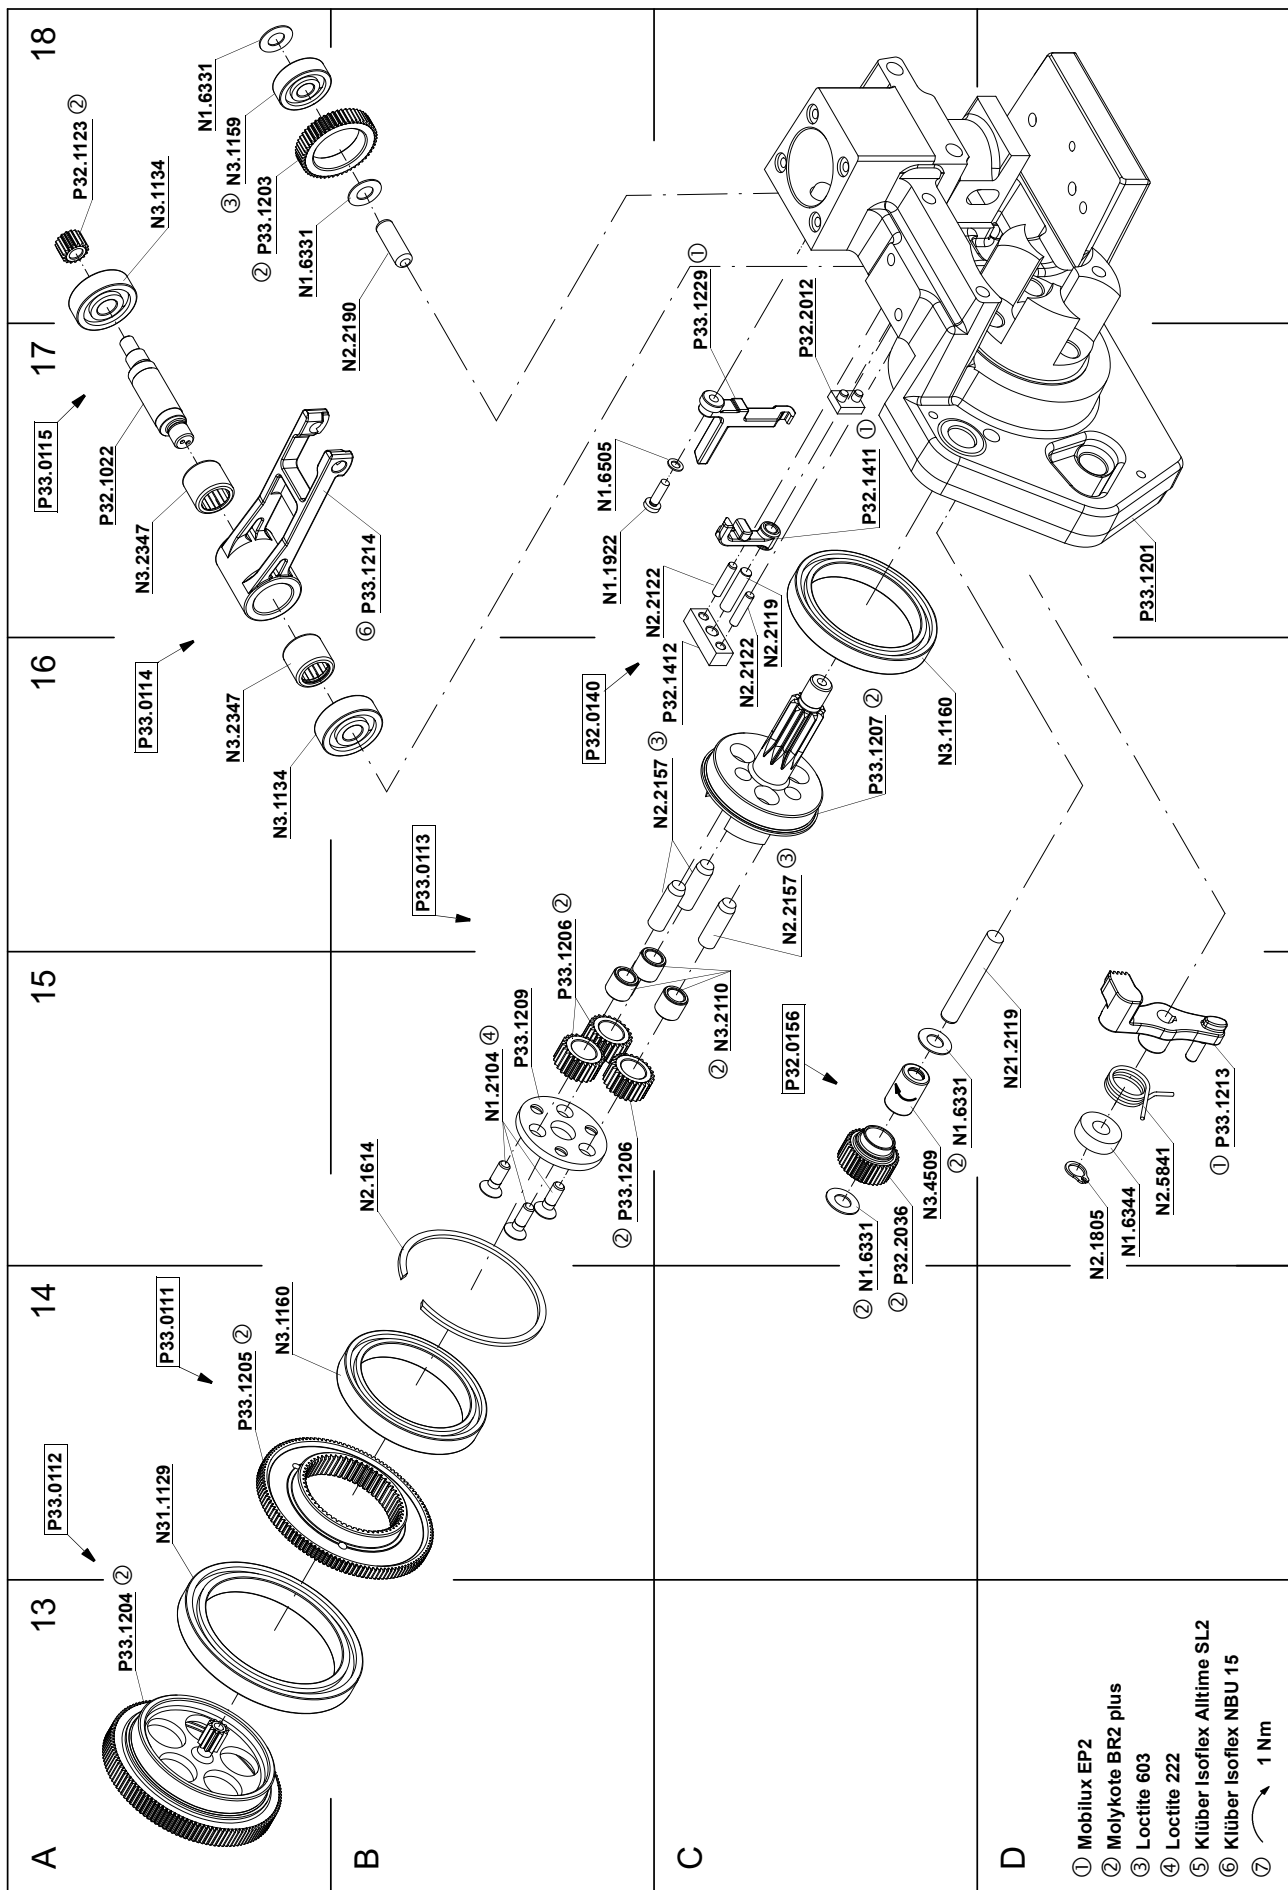 18
17
16
15
14
13
A
B
C
D
P32.1123 ②
N3.1134
N1.6331
③ N3.1159
② P33.1203
N1.6331
N2.2190
P33.0115
P32.1022
N3.2347
⑥ P33.1214
P33.0114
N3.2347
N3.1134
P33.1229 ①
P32.2012
N1.6505
N1.1922
P32.1411 ①
N2.2122
N2.2119
N2.2122
P32.1412
P32.0140
P33.1201
N3.1160
P33.1207 ②
N2.2157 ③
N2.2157 ③
P33.0113
P33.1206 ②
P33.1209
N1.2104 ④
② N3.2110
② P33.1206
N2.1614
P32.0156
N21.2119
② N1.6331
N3.4509
② P32.2036
② N1.6331
① P33.1213
N2.5841
N1.6344
N2.1805
P33.0111
N3.1160
P33.1205 ②
P33.0112
N31.1129
P33.1204 ②
① Mobilux EP2
② Molykote BR2 plus
③ Loctite 603
④ Loctite 222
⑤ Klüber Isoflex Alltime SL2
⑥ Klüber Isoflex NBU 15
⑦ 1 Nm